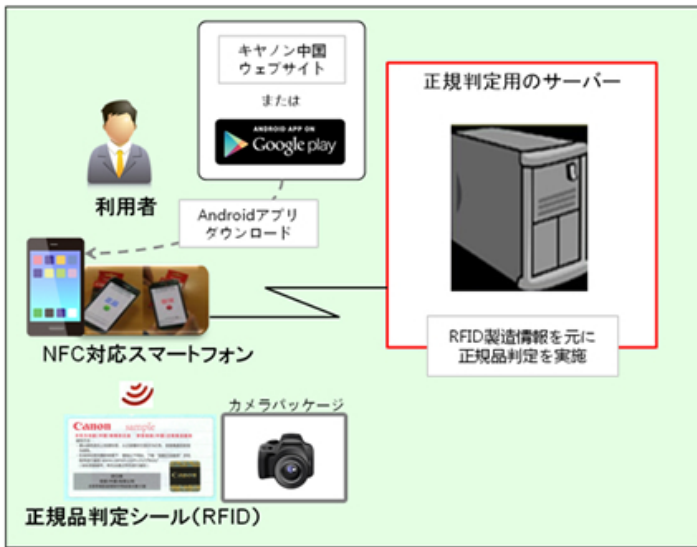 キヤノン中国
ウェブサイト
または
ANDROID APP ON
Google play
正規判定用のサーバー
利用者
Androidアプリ
ダウンロード
NFC対応スマートフォン
RFID製造情報を元に
正規品判定を実施
カメラパッケージ
Canon sample
Canon
正規品判定シール(RFID)